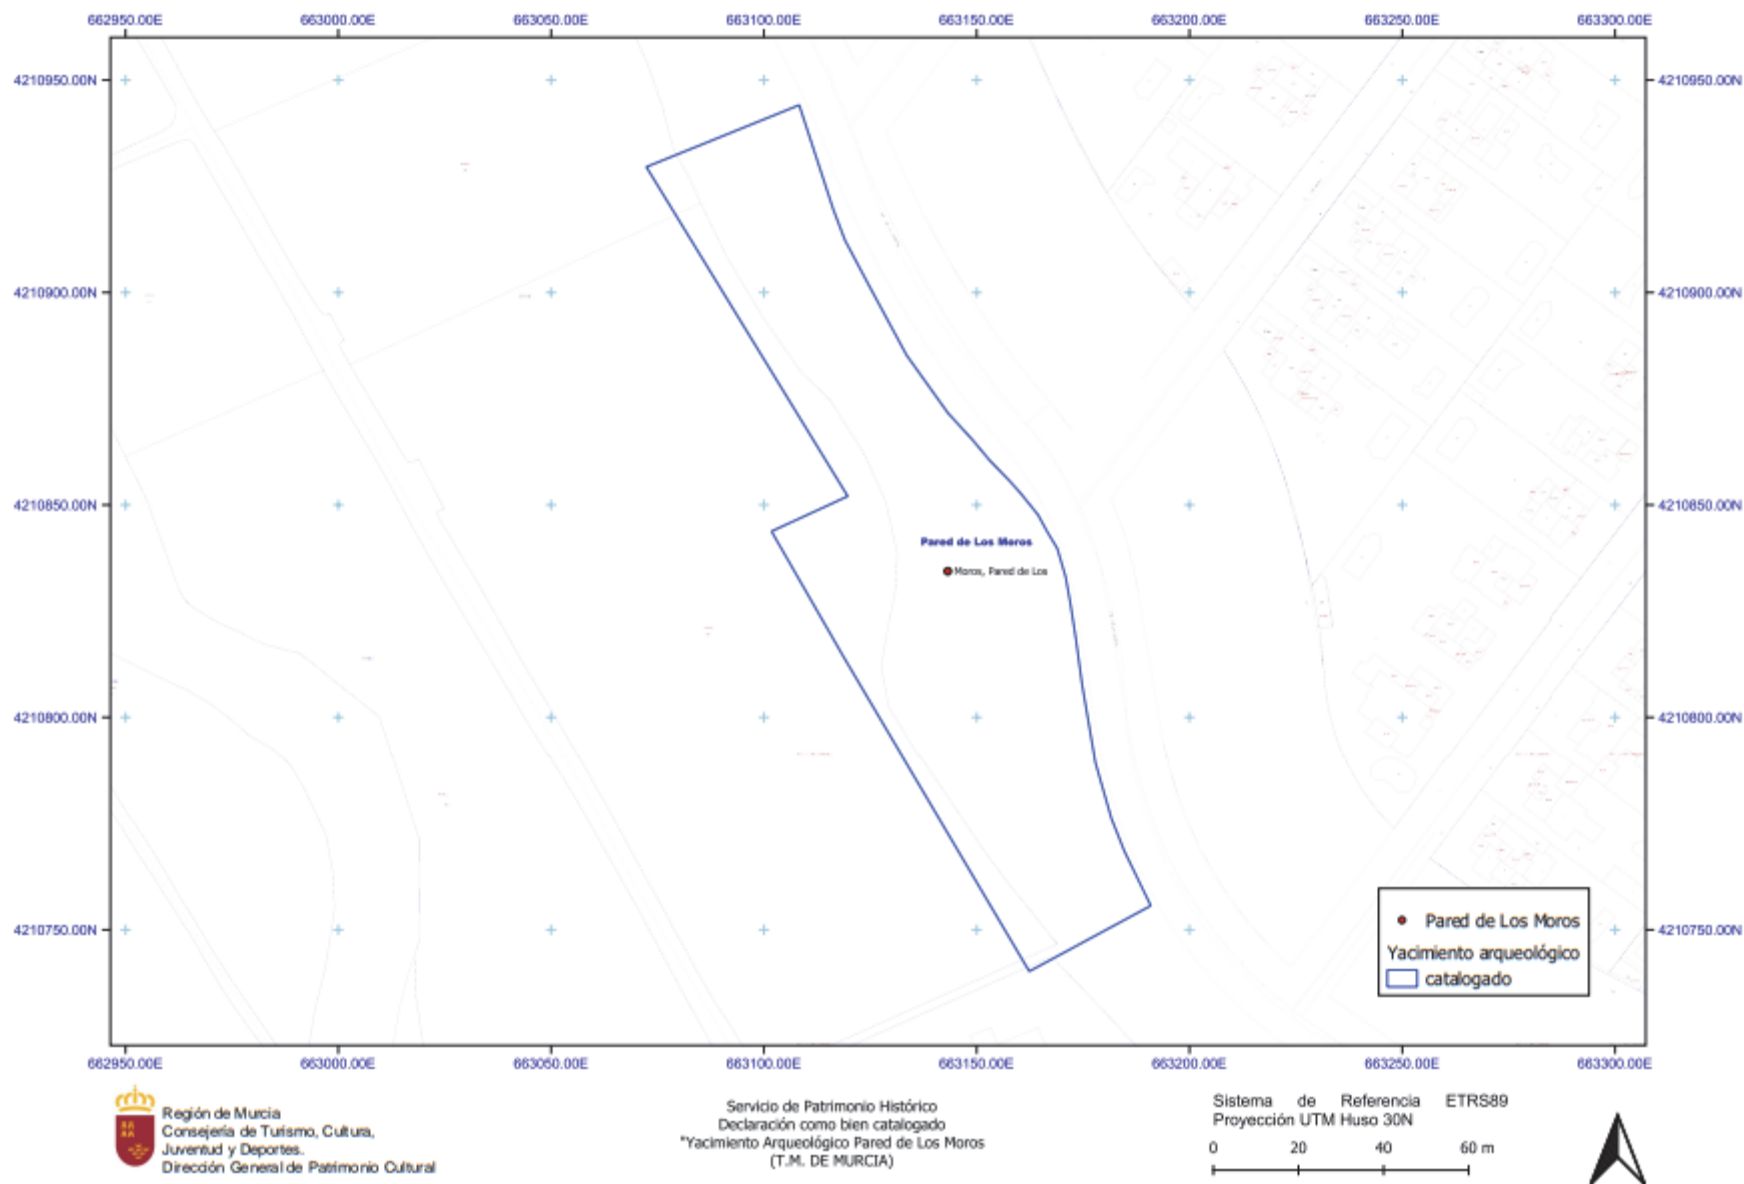 662950.00E 663000.00E 663050.00E 663100.00E 663150.00E 663200.00E 663250.00E 663300.00E
4210950.00N 4210950.00N
4210900.00N 4210900.00N
4210850.00N 4210850.00N
Pared de Los Moros
Moros, Pared de Los
4210800.00N 4210800.00N
4210750.00N 4210750.00N
Pared de Los Moros
Yacimiento arqueológico
catalogado
662950.00E 663000.00E 663050.00E 663100.00E 663150.00E 663200.00E 663250.00E 663300.00E
Región de Murcia
Consejería de Turismo, Cultura,
Juventud y Deportes.
Dirección General de Patrimonio Cultural
Servicio de Patrimonio Histórico
Declaración como bien catalogado
"Yacimiento Arqueológico Pared de Los Moros
(T.M. DE MURCIA)
Sistema de Referencia ETRS89
Proyección UTM Huso 30N
0 20 40 60 m